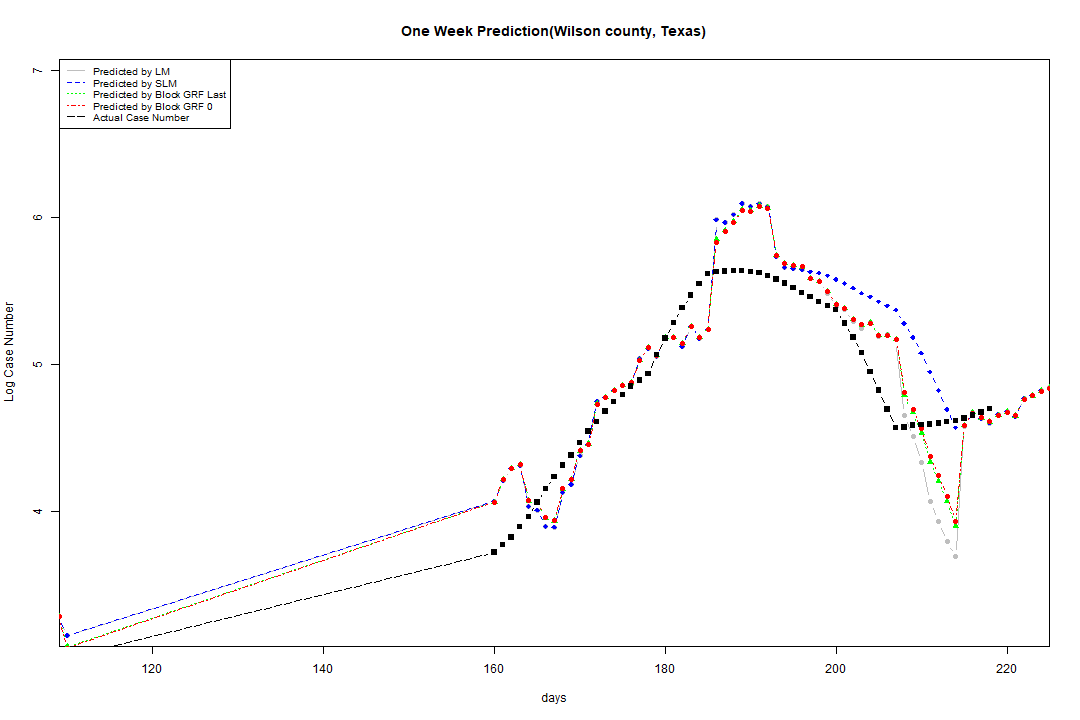 One Week Prediction(Wilson county, Texas)
Predicted by LM
Predicted by SLM
Predicted by Block GRF Last
Predicted by Block GRF 0
Actual Case Number
7
6
5
4
Log Case Number
120
140
160
180
200
220
days